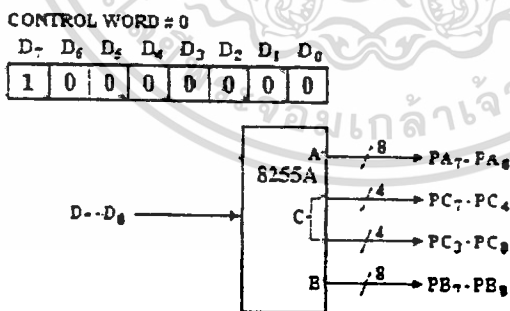 CONTROL WORD = 0
D7 D6 D5 D4 D3 D2 D1 D0
1 0 0 0 0 0 0 0
A 8 PA7-PA0
8255A
4 PC7-PC4
D7-D0
C
4 PC3-PC0
B 8 PB7-PB0